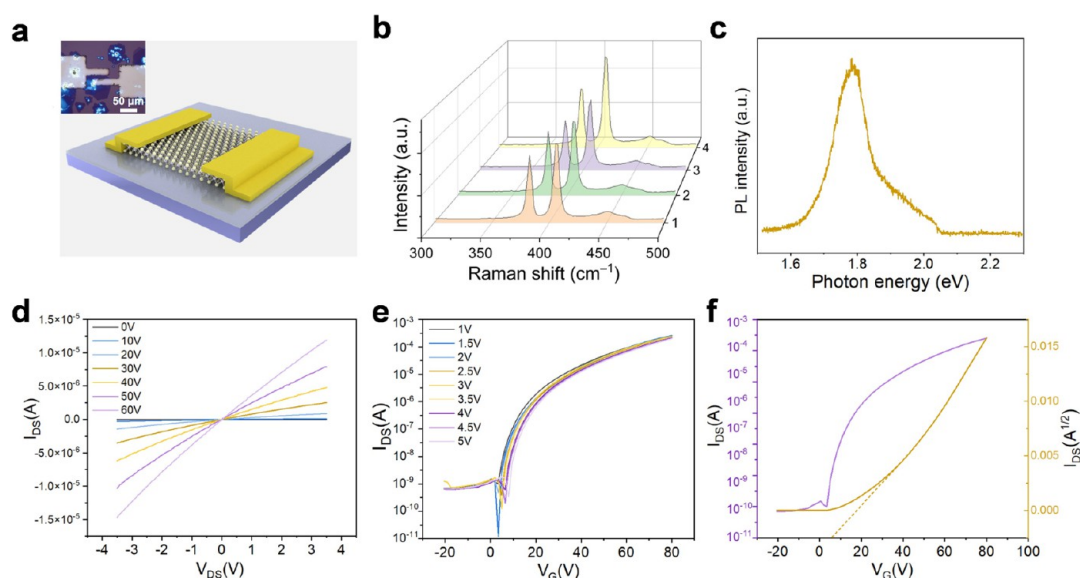 a
50 μm
b
Intensity (a.u.)
300 350 400 450 500
Raman shift (cm⁻¹)
1
2
3
4
c
PL intensity (a.u.)
1.6 1.8 2.0 2.2
Photon energy (eV)
d
1.5×10⁻⁵
1.0×10⁻⁵
5.0×10⁻⁶
0.0
-5.0×10⁻⁶
-1.0×10⁻⁵
-1.5×10⁻⁵
I_DS(A)
0V
10V
20V
30V
40V
50V
60V
-4 -3 -2 -1 0 1 2 3 4
V_DS(V)
e
10⁻³
10⁻⁴
10⁻⁵
10⁻⁶
10⁻⁷
10⁻⁸
10⁻⁹
10⁻¹⁰
10⁻¹¹
I_DS(A)
1V
1.5V
2V
2.5V
3V
3.5V
4V
4.5V
5V
-20 0 20 40 60 80
V_G(V)
f
10⁻³
10⁻⁴
10⁻⁵
10⁻⁶
10⁻⁷
10⁻⁸
10⁻⁹
10⁻¹⁰
10⁻¹¹
I_DS(A)
0.015
0.010
0.005
0.000
I_DS(A^1/2)
-20 0 20 40 60 80 100
V_G(V)